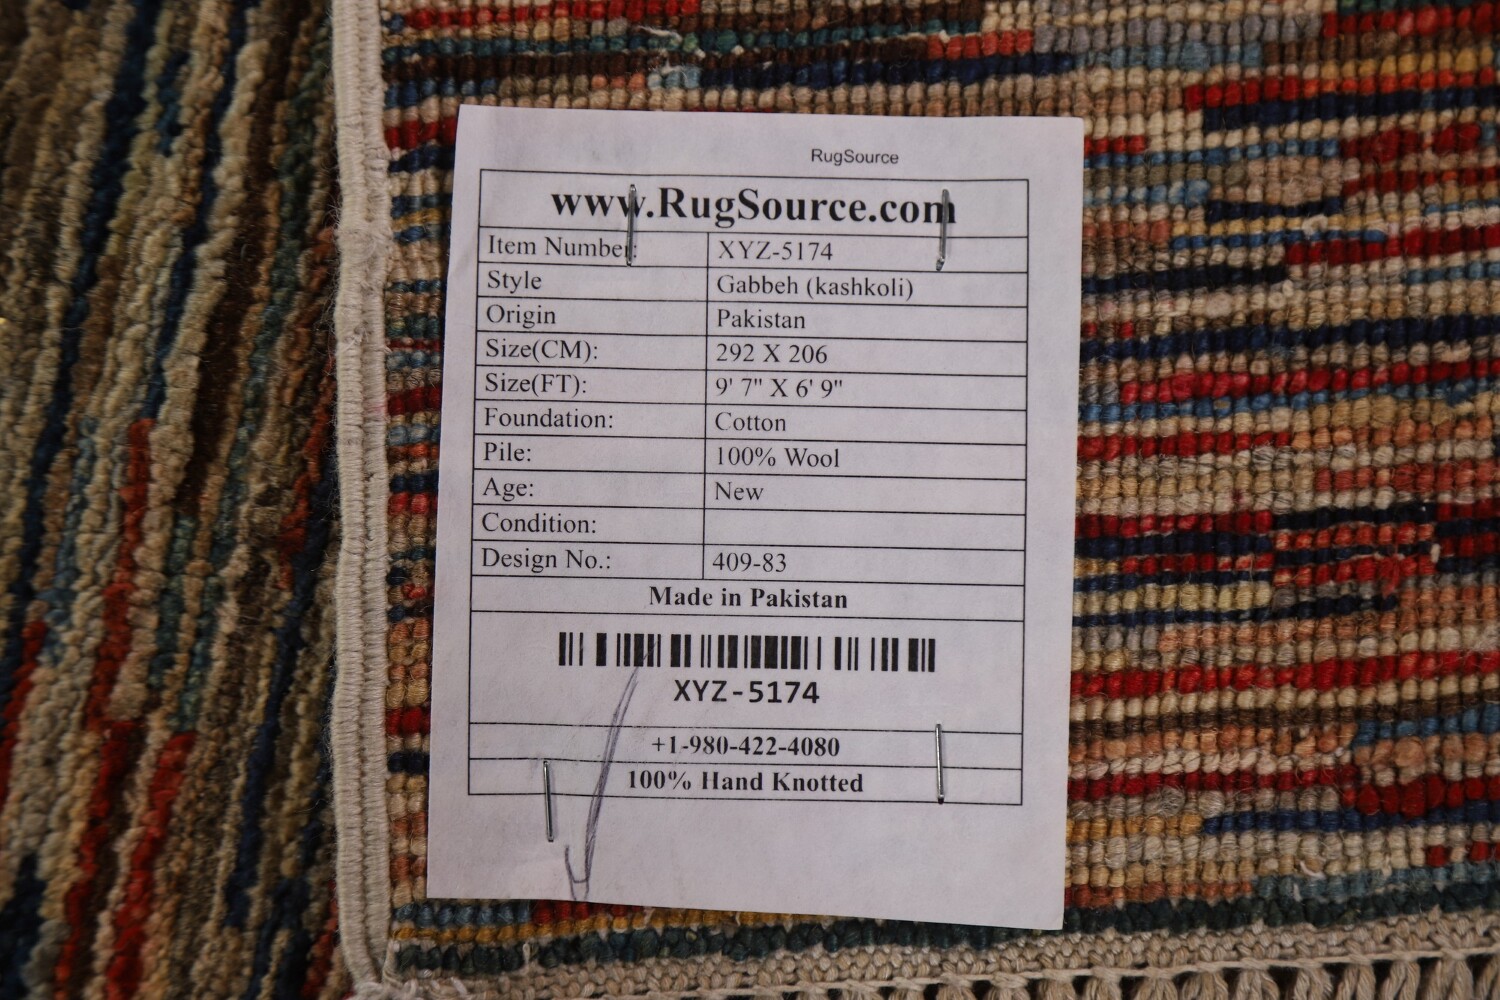 RugSource
www.RugSource.com
Item Number: XYZ-5174
Style Gabbeh (kashkoli)
Origin Pakistan
Size(CM): 292 X 206
Size(FT): 9' 7" X 6' 9"
Foundation: Cotton
Pile: 100% Wool
Age: New
Condition:
Design No.: 409-83
Made in Pakistan
XYZ-5174
+1-980-422-4080
100% Hand Knotted